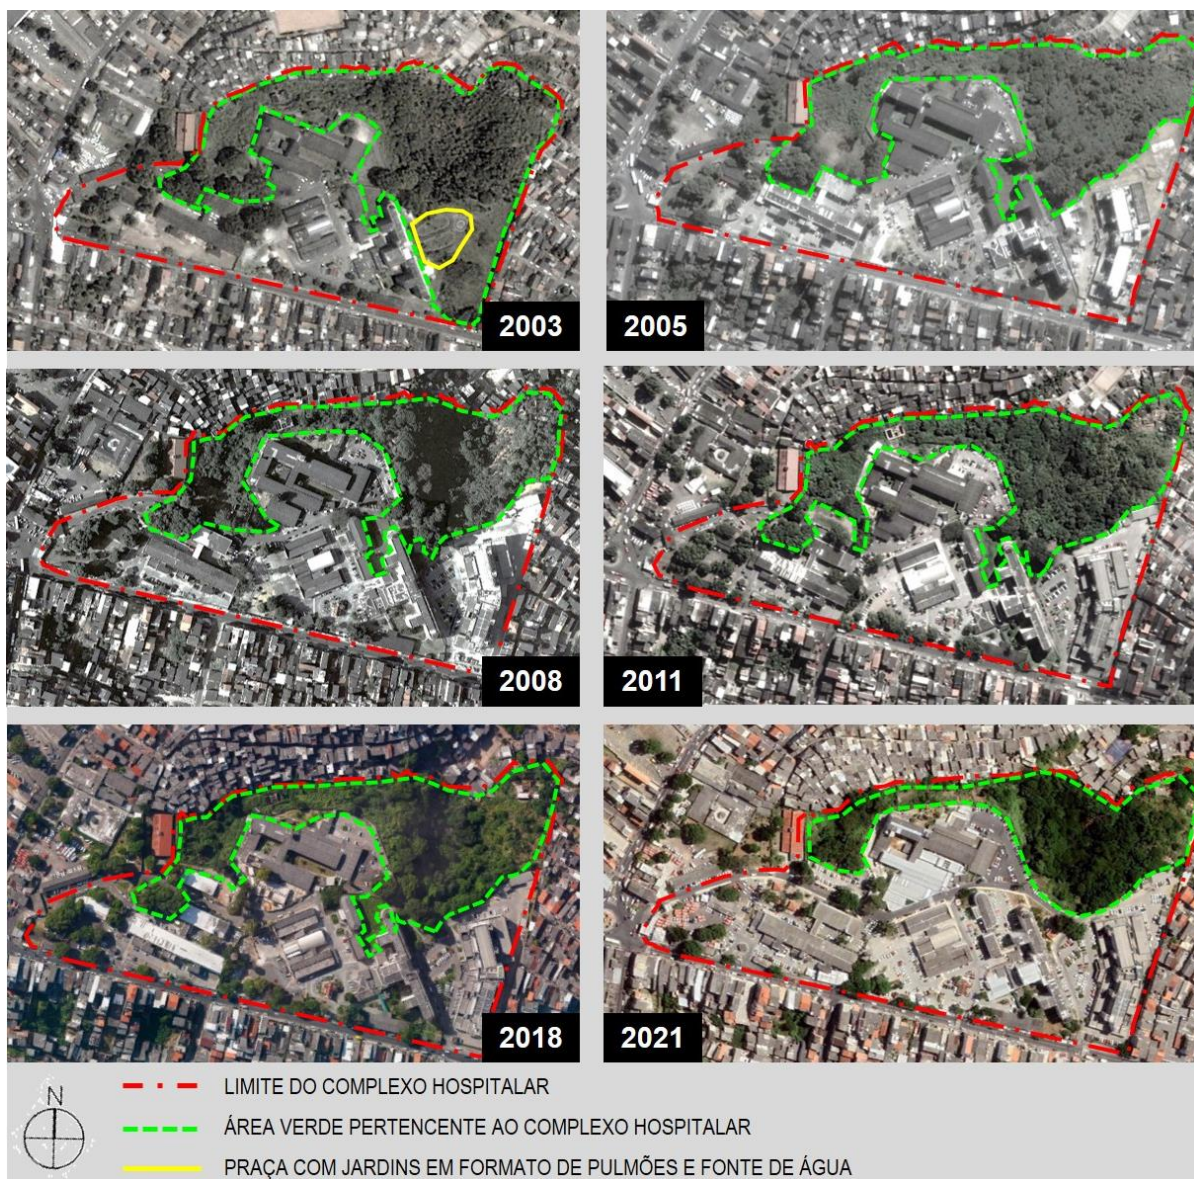 2003
2005
2008
2011
2018
2021
N
LIMITE DO COMPLEXO HOSPITALAR
ÁREA VERDE PERTENCENTE AO COMPLEXO HOSPITALAR
PRAÇA COM JARDINS EM FORMATO DE PULMÕES E FONTE DE ÁGUA